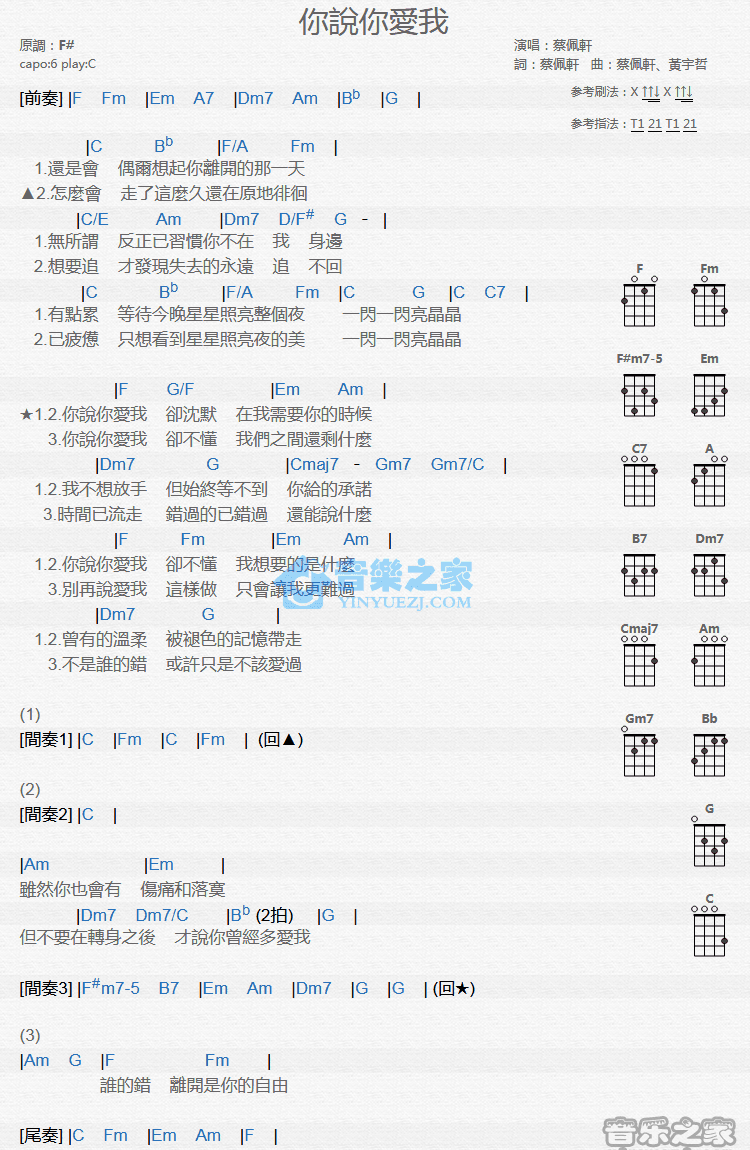 你說你愛我
原調：F#
capo:6 play:C
演唱：蔡佩軒
詞：蔡佩軒 曲：蔡佩軒、黃宇哲
參考刷法：X ↑↑↓ X ↑↑↓
參考指法：T1 21 T1 21
[前奏] |F Fm |Em A7 |Dm7 Am |Bb |G |
|C Bb |F/A Fm |
1.還是會 偶爾想起你離開的那一天
▲2.怎麼會 走了這麼久還在原地徘徊
|C/E Am |Dm7 D/F# G - |
1.無所謂 反正已習慣你不在 我 身邊
2.想要追 才發現失去的永遠 追 不回
|C Bb |F/A Fm |C G |C C7 |
1.有點累 等待今晚星星照亮整個夜 一閃一閃亮晶晶
2.已疲憊 只想看到星星照亮夜的美 一閃一閃亮晶晶
|F G/F |Em Am |
★1.2.你說你愛我 卻沈默 在我需要你的時候
3.你說你愛我 卻不懂 我們之間還剩什麼
|Dm7 G |Cmaj7 - Gm7 Gm7/C |
1.2.我不想放手 但始終等不到 你給的承諾
3.時間已流走 錯過的已錯過 還能說什麼
|F Fm |Em Am |
1.2.你說你愛我 卻不懂 我想要的是什麼
3.別再說愛我 這樣做 只會讓我更難過
|Dm7 G |
1.2.曾有的溫柔 被褪色的記憶帶走
3.不是誰的錯 或許只是不該愛過
(1)
[間奏1] |C |Fm |C |Fm | (回▲)
(2)
[間奏2] |C |
|Am |Em |
雖然你也會有 傷痛和落寞
|Dm7 Dm7/C |Bb (2拍) |G |
但不要在轉身之後 才說你曾經多愛我
[間奏3] |F#m7-5 B7 |Em Am |Dm7 |G |G | (回★)
(3)
|Am G |F Fm |
誰的錯 離開是你的自由
[尾奏] |C Fm |Em Am |F |
F Fm
F#m7-5 Em
C7 A
B7 Dm7
Cmaj7 Am
Gm7 Bb
G
C
音樂之家
YINYUEZJ.COM
音乐之家